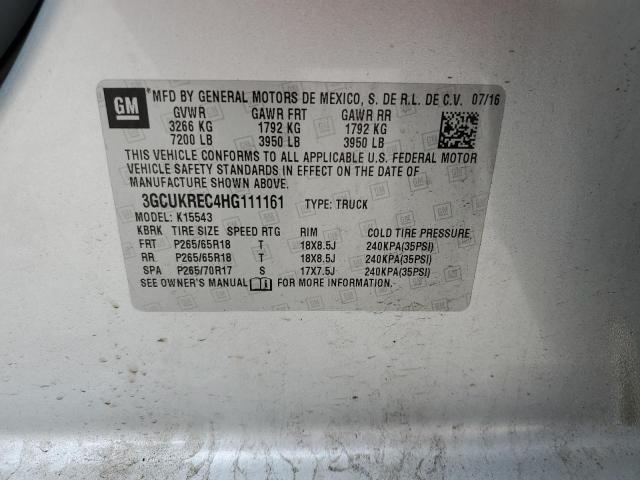 GM
MFD BY GENERAL MOTORS DE MEXICO, S. DE R.L. DE C.V. 07/16
GVWR GAWR FRT GAWR RR
3266 KG 1792 KG 1792 KG
7200 LB 3950 LB 3950 LB
THIS VEHICLE CONFORMS TO ALL APPLICABLE U.S. FEDERAL MOTOR
VEHICLE SAFETY STANDARDS IN EFFECT ON THE DATE OF
MANUFACTURE SHOWN ABOVE.
3GCUKREC4HG111161 TYPE: TRUCK
MODEL: K15543
KBRK TIRE SIZE SPEED RTG RIM COLD TIRE PRESSURE
FRT P265/65R18 T 18X8.5J 240KPA(35PSI)
RR. P265/65R18 T 18X8.5J 240KPA(35PSI)
SPA P265/70R17 S 17X7.5J 240KPA(35PSI)
SEE OWNER'S MANUAL FOR MORE INFORMATION.